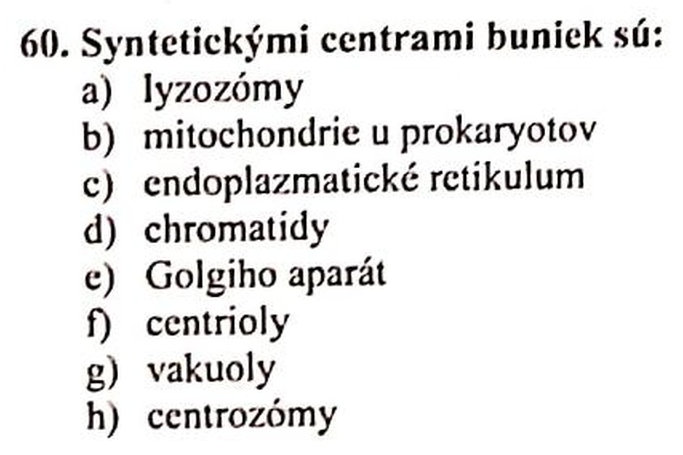 60. Syntetickými centrami buniek sú:
a) lyzozómy
b) mitochondrie u prokaryotov
c) endoplazmatické retikulum
d) chromatidy
e) Golgiho aparát
f) centrioly
g) vakuoly
h) centrozómy